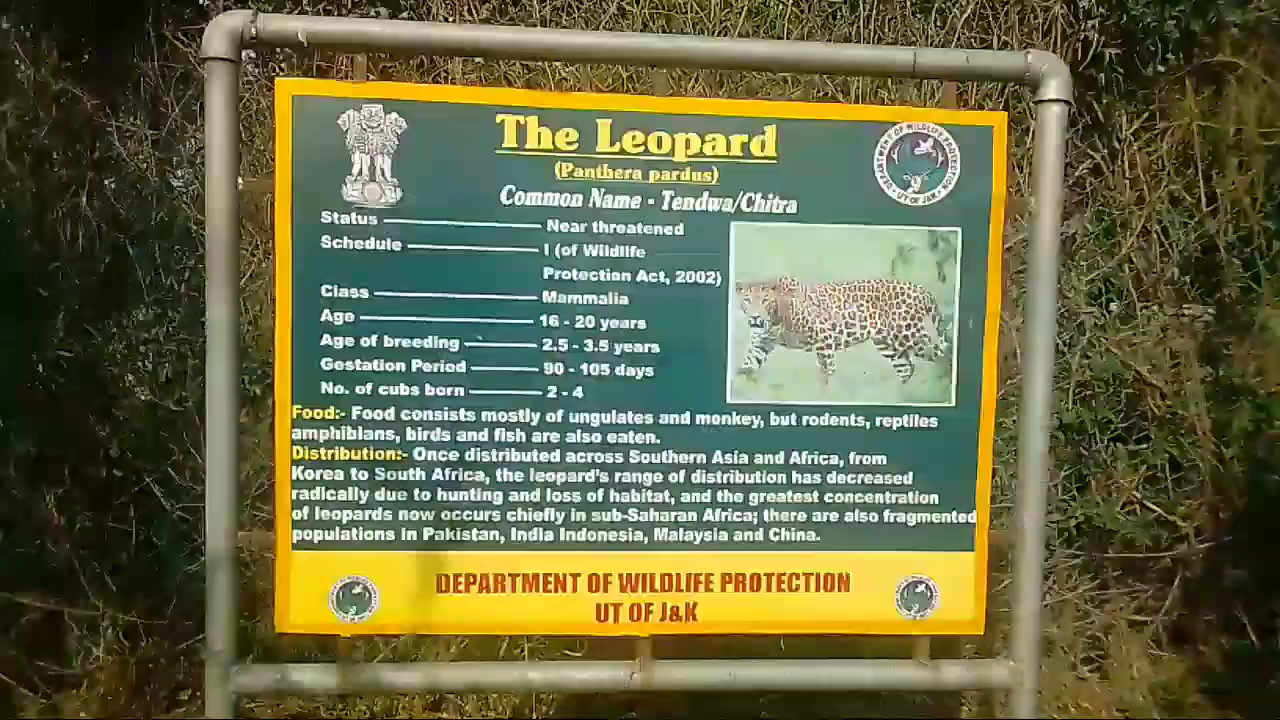 The Leopard
(Panthera pardus)
Common Name - Tendwa/Chitra
DEPARTMENT OF WILDLIFE PROTECTION
UT OF J&K
Status Near threatened
Schedule I (of Wildlife
Protection Act, 2002)
Class Mammalia
Age 16 - 20 years
Age of breeding 2.5 - 3.5 years
Gestation Period 90 - 105 days
No. of cubs born 2 - 4
Food:- Food consists mostly of ungulates and monkey, but rodents, reptiles
amphibians, birds and fish are also eaten.
Distribution:- Once distributed across Southern Asia and Africa, from
Korea to South Africa, the leopard's range of distribution has decreased
radically due to hunting and loss of habitat, and the greatest concentration
of leopards now occurs chiefly in sub-Saharan Africa; there are also fragmented
populations in Pakistan, India Indonesia, Malaysia and China.
DEPARTMENT OF WILDLIFE PROTECTION
UT OF J&K